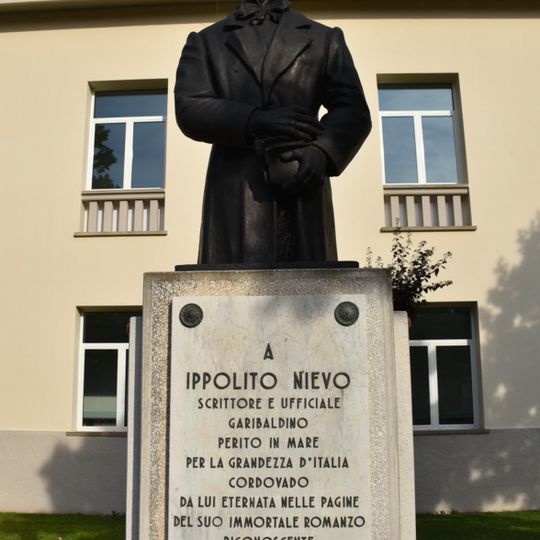 A
IPPOLITO NIEVO
SCRITTORE E UFFICIALE
GARIBALDINO
PERITO IN MARE
PER LA GRANDEZZA D'ITALIA
CORDOVADO
DA LUI ETERNATA NELLE PAGINE
DEL SUO IMMORTALE ROMANZO
RICONOSCENTE